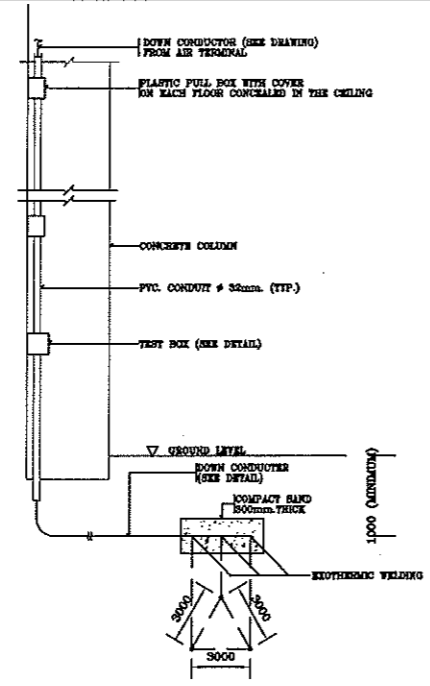 DOWN CONDUCTOR (SEE DRAWING)
FROM AIR TERMINAL
PLASTIC PULL BOX WITH COVER
ON EACH FLOOR CONCEALED IN THE CEILING
CONCRETE COLUMN
PVC. CONDUIT ø 32mm. (TYP.)
TEST BOX (SEE DETAIL)
GROUND LEVEL
DOWN CONDUCTER
(SEE DETAIL)
COMPACT SAND
300mm.THICK
1000 (MINIMUM)
EXOTHERMIC WELDING
3000
3000
3000